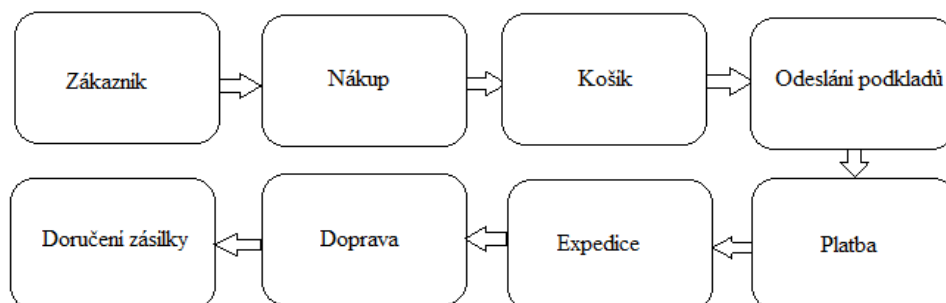 Zákazník
Nákup
Košík
Odeslání podkladů
Platba
Expedice
Doprava
Doručení zásilky